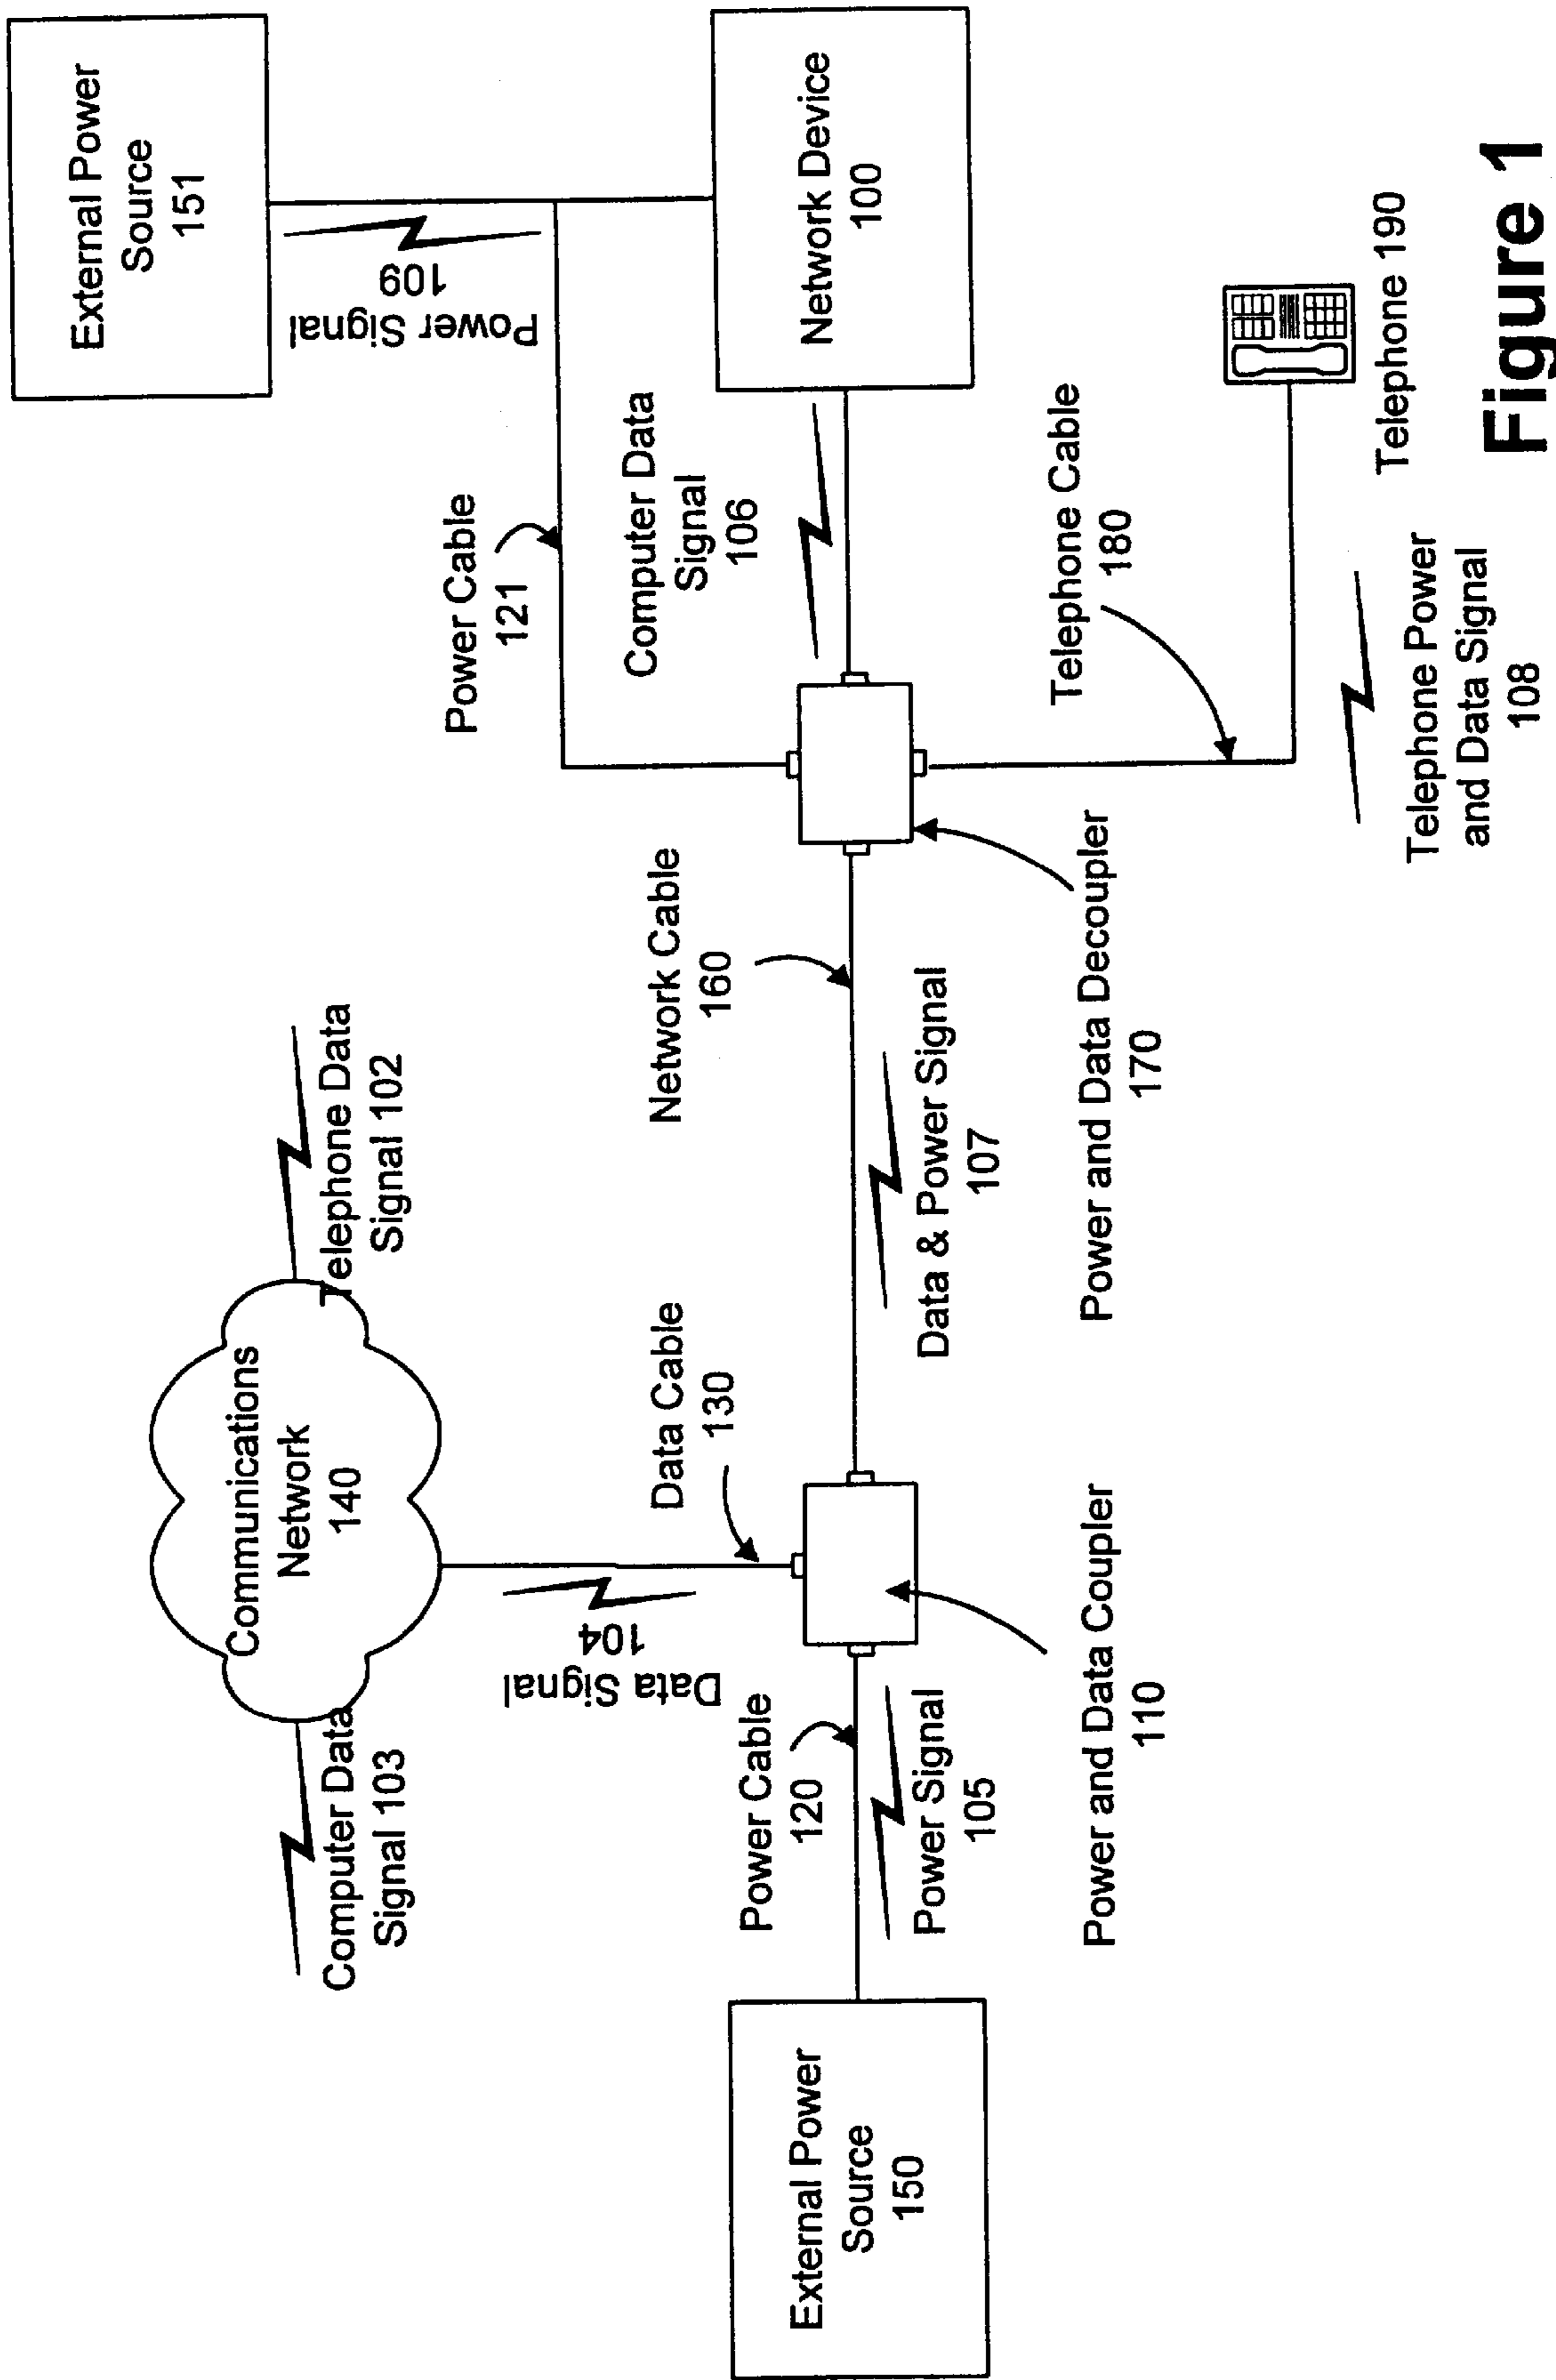 External Power
Source
151
Power Signal
109
Communications
Network
140
Computer Data
Signal 103
Telephone Data
Signal 102
Data Signal
104
Data Cable
130
Network Cable
160
Power Cable
121
Computer Data
Signal
106
Network Device
100
Power Cable
120
External Power
Source
150
Power Signal
105
Data & Power Signal
107
Power and Data Coupler
110
Power and Data Decoupler
170
Telephone Cable
180
Telephone 190
Telephone Power
and Data Signal
108
Figure 1